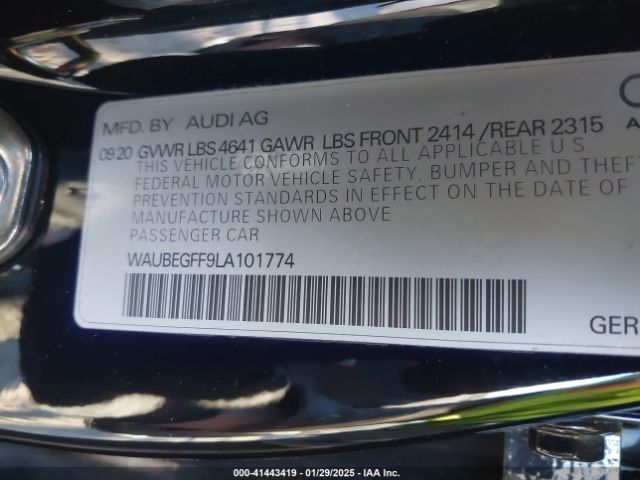 MFD. BY AUDI AG
09.20 GVWR LBS 4641 GAWR LBS FRONT 2414 /REAR 2315
THIS VEHICLE CONFORMS TO ALL APPLICABLE U.S.
FEDERAL MOTOR VEHICLE SAFETY, BUMPER AND THEFT
PREVENTION STANDARDS IN EFFECT ON THE DATE OF
MANUFACTURE SHOWN ABOVE
PASSENGER CAR
WAUBEGFF9LA101774
GER
000-41443419 - 01/29/2025 - IAA Inc.